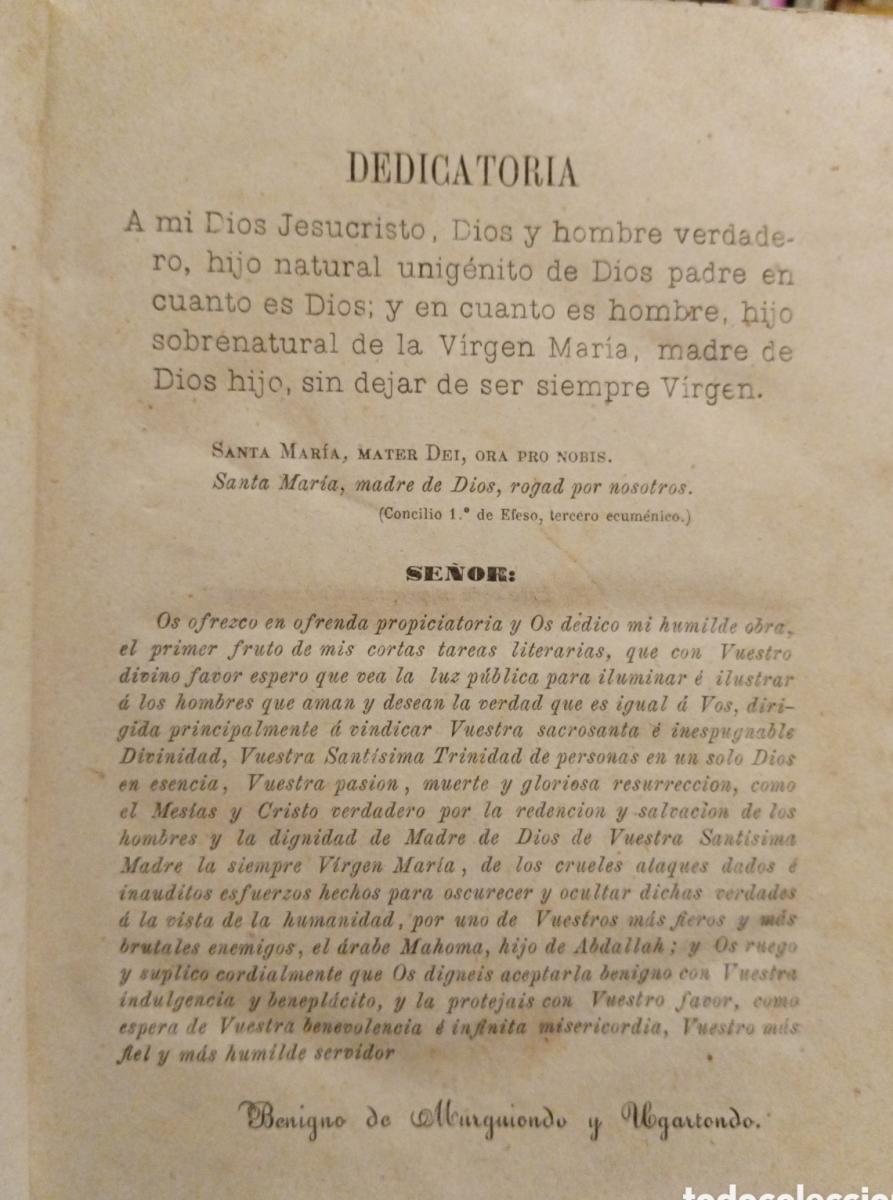 DEDICATORIA
A mi Dios Jesucristo, Dios y hombre verdade-
ro, hijo natural unigénito de Dios padre en
cuanto es Dios; y en cuanto es hombre, hijo
sobrenatural de la Vírgen María, madre de
Dios hijo, sin dejar de ser siempre Vírgen.
SANTA MARÍA, MATER DEI, ORA PRO NOBIS.
Santa María, madre de Dios, rogad por nosotros.
(Concilio 1.º de Efeso, tercero ecuménico.)
SEÑOR:
Os ofrezco en ofrenda propiciatoria y Os dedico mi humilde obra,
el primer fruto de mis cortas tareas literarias, que con Vuestro
divino favor espero que vea la luz pública para iluminar é ilustrar
á los hombres que aman y desean la verdad que es igual á Vos, diri-
gida principalmente á vindicar Vuestra sacrosanta é inespugnable
Divinidad, Vuestra Santísima Trinidad de personas en un solo Dios
en esencia, Vuestra pasion, muerte y gloriosa resurreccion, como
el Mesías y Cristo verdadero por la redencion y salvacion de los
hombres y la dignidad de Madre de Dios de Vuestra Santísima
Madre la siempre Vírgen María, de los crueles ataques dados é
inauditos esfuerzos hechos para oscurecer y ocultar dichas verdades
á la vista de la humanidad, por uno de Vuestros más fieros y más
brutales enemigos, el árabe Mahoma, hijo de Abdallah; y Os ruego
y suplico cordialmente que Os digneis aceptarla benigno con Vuestra
indulgencia y beneplácito, y la protejais con Vuestro favor, como
espera de Vuestra benevolencia é infinita misericordia, Vuestro más
fiel y más humilde servidor
Benigno de Murguiondo y Ugartondo.